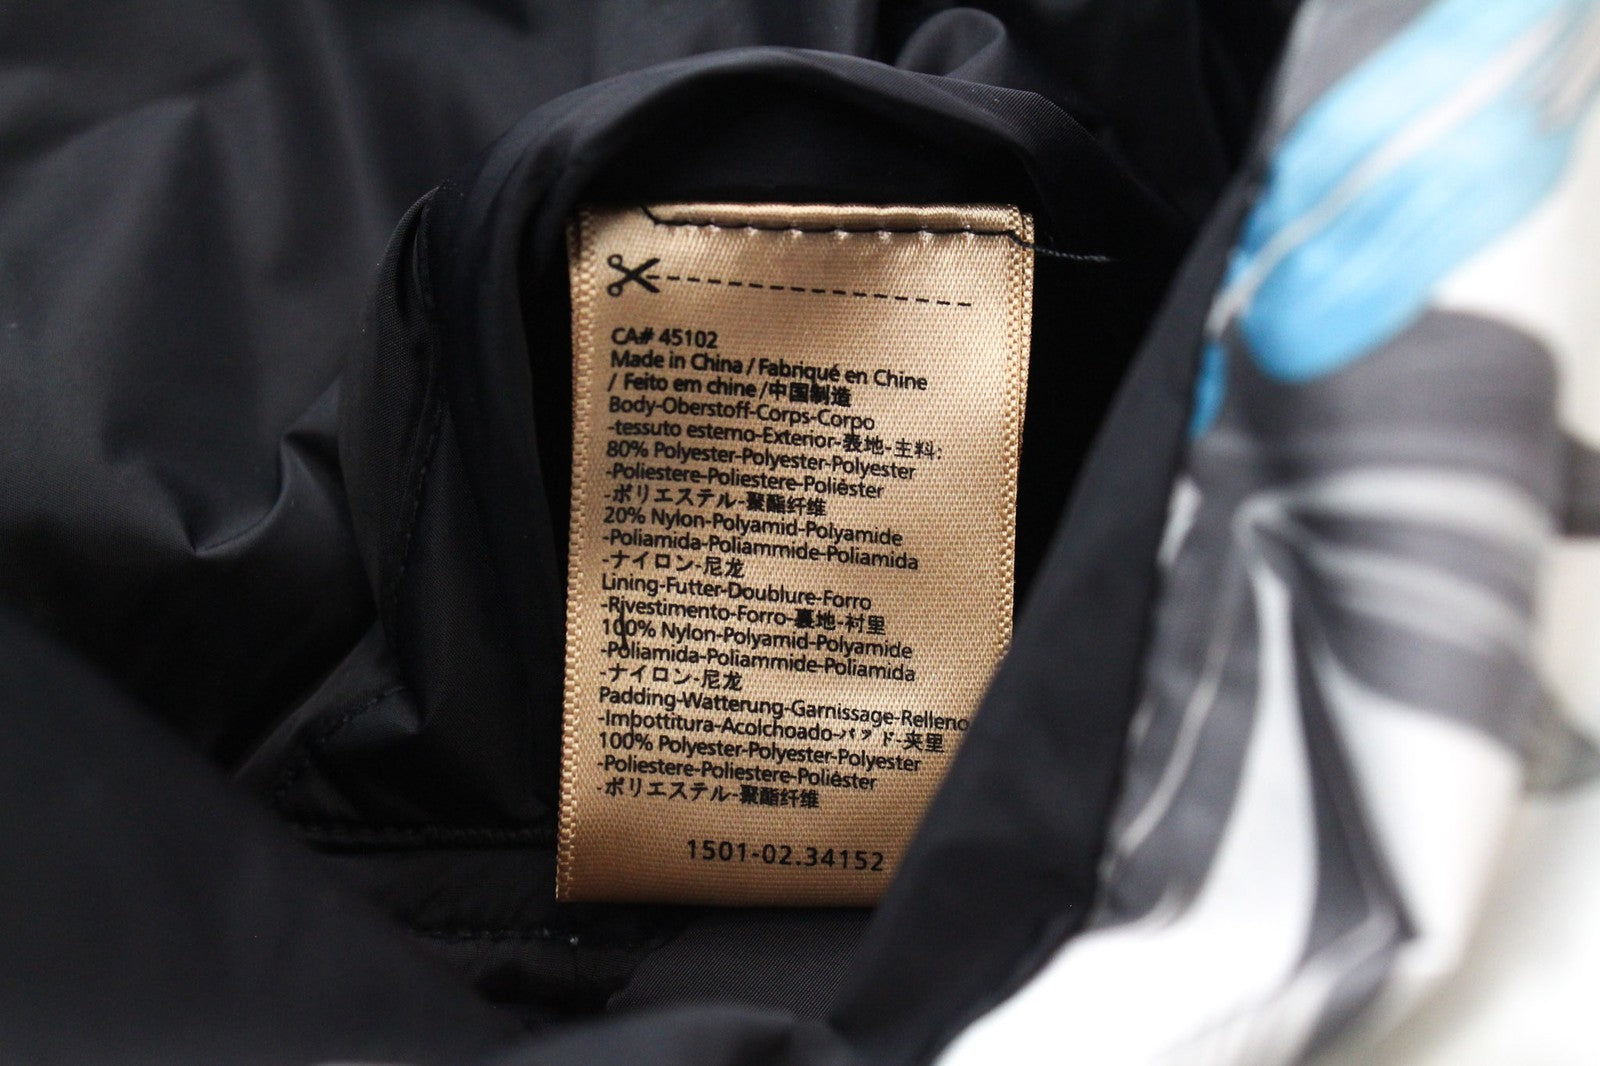 CA# 45102
Made in China / Fabriqué en Chine
/ Feito em chine /中国制造
Body-Oberstoff-Corps-Corpo
-tessuto esterno-Exterior-表地-主料:
80% Polyester-Polyester-Polyester
-Poliestere-Poliestere-Poliéster
-ポリエステル-聚酯纤维
20% Nylon-Polyamid-Polyamide
-Poliamida-Poliammide-Poliamida
-ナイロン-尼龙
Lining-Futter-Doublure-Forro
-Rivestimento-Forro-裏地-衬里
100% Nylon-Polyamid-Polyamide
-Poliamida-Poliammide-Poliamida
-ナイロン-尼龙
Padding-Watterung-Garnissage-Relleno
-Impottitura-Acolchoado-パッド-夹里
100% Polyester-Polyester-Polyester
-Poliestere-Poliestere-Poliéster
-ポリエステル-聚酯纤维
1501-02.34152